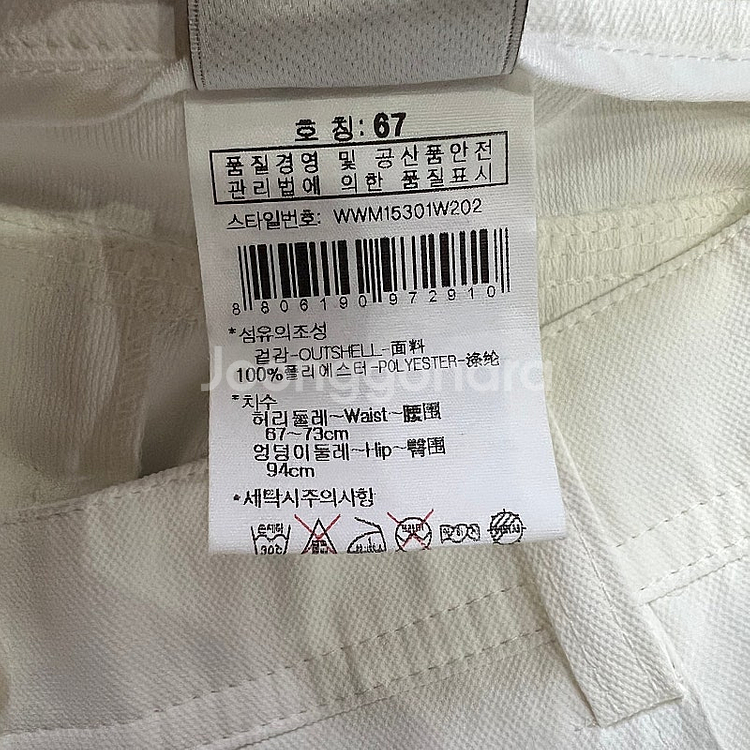 호 칭: 67
품질경영 및 공산품안전
관리법에 의한 품질표시
스타일번호: WWM15301W202
8 806190 972910
*섬유의조성
겉감-OUTSHELL-面料
100%폴리에스터-POLYESTER-涤纶
Joonggonara
*치수
허리둘레~Waist~腰围
67~73cm
엉덩이둘레~Hip~臀围
94cm
*세탁시주의사항
손세탁
30℃